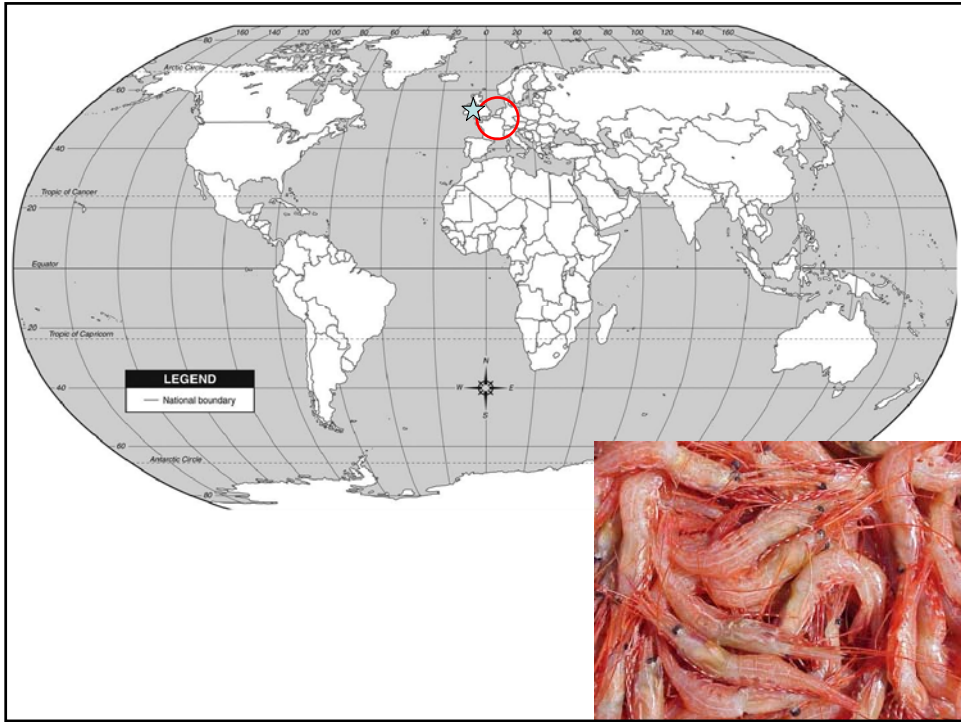 160 140 120 100 80 60 40 20 0 20 40 60 80 100 120 140 160
80
Arctic Circle
60
40
Tropic of Cancer
20
Equator
20
Tropic of Capricorn
N
W E
S
LEGEND
National boundary
40
60
Antarctic Circle
80